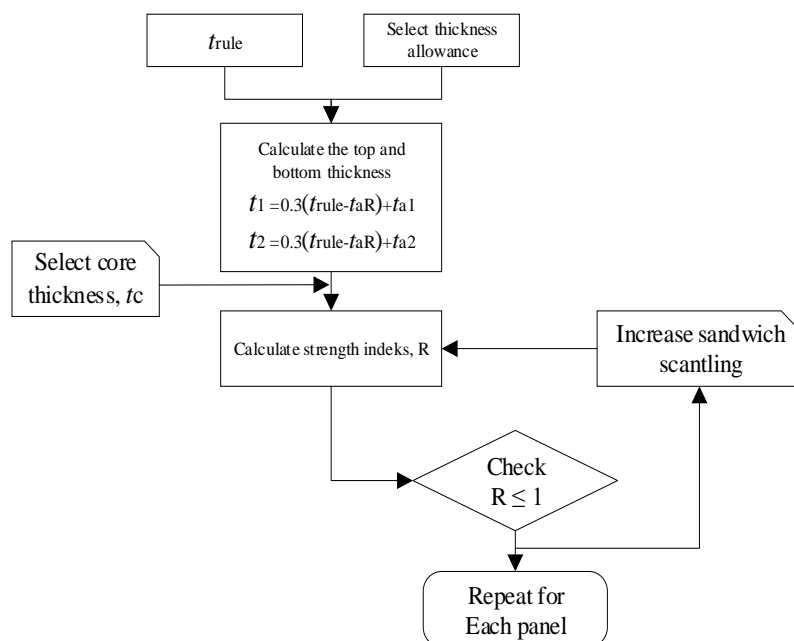 trule
Select thickness
allowance
Calculate the top and
bottom thickness
t1 =0.3(trule-taR)+ta1
t2 =0.3(trule-taR)+ta2
Select core
thickness, tc
Calculate strength indeks, R
Increase sandwich
scantling
Check
R ≤ 1
Repeat for
Each panel